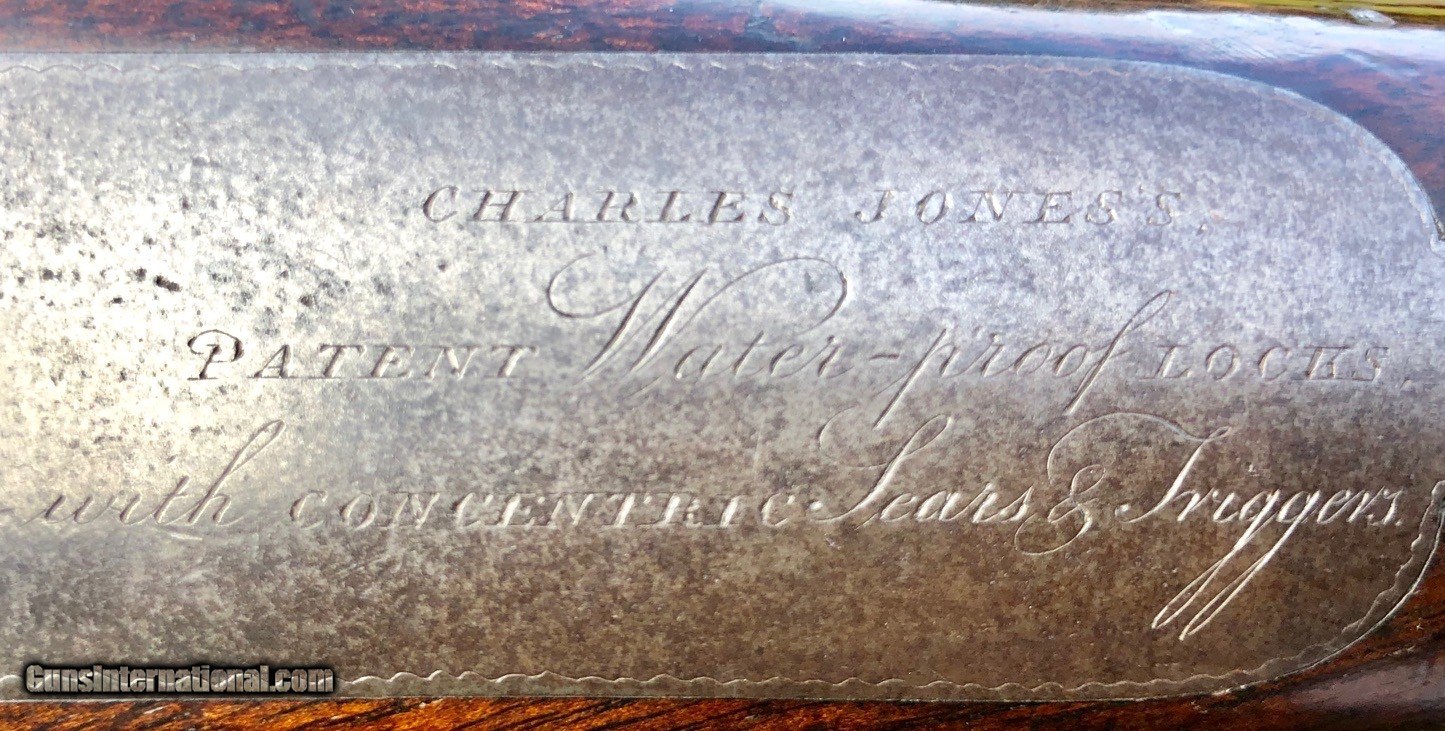 CHARLES JONES'S
PATENT Water-proof LOCKS,
with CONCENTRIC Sears & Triggers.
GunsInternational.com